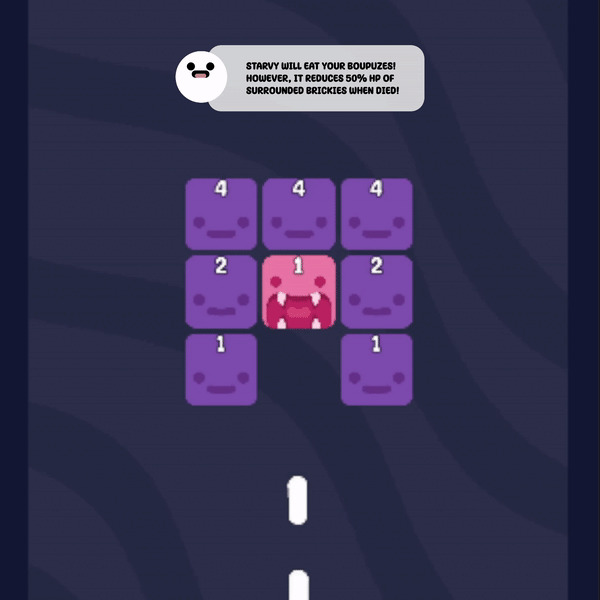 STARVY WILL EAT YOUR BOUPUZES!
HOWEVER, IT REDUCES 50% HP OF
SURROUNDED BRICKIES WHEN DIED!
4 4 4
2 1 2
1 1